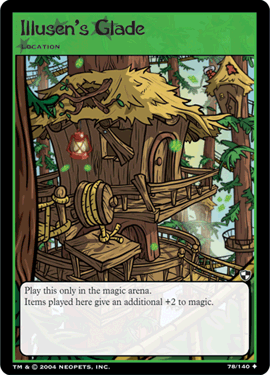 Illusen's Glade
Location
Play this only in the magic arena.
Items played here give an additional +2 to magic.
TM & © 2004 NEOPETS, INC. 78/140 ◆